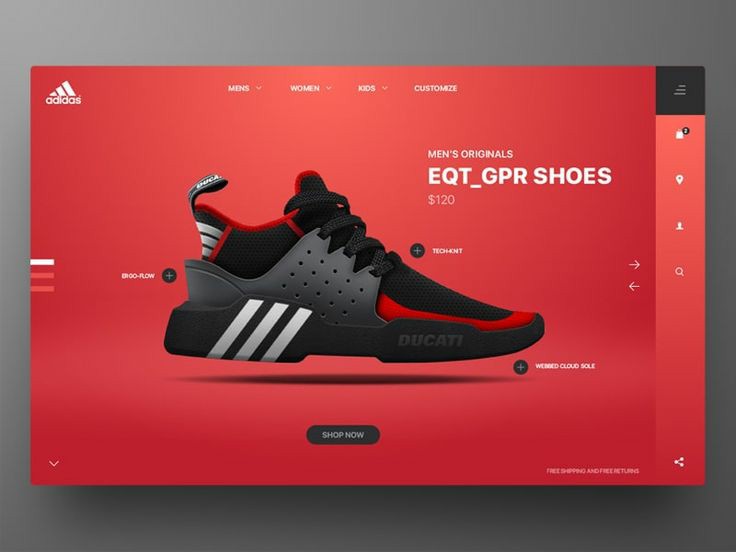 adidas
MENS
WOMEN
KIDS
CUSTOMIZE
2
MEN'S ORIGINALS
EQT_GPR SHOES
$120
DUCATI
TECH-KNIT
ERGO-FLOW
DUCATI
WEBBED CLOUD SOLE
SHOP NOW
FREE SHIPPING AND FREE RETURNS